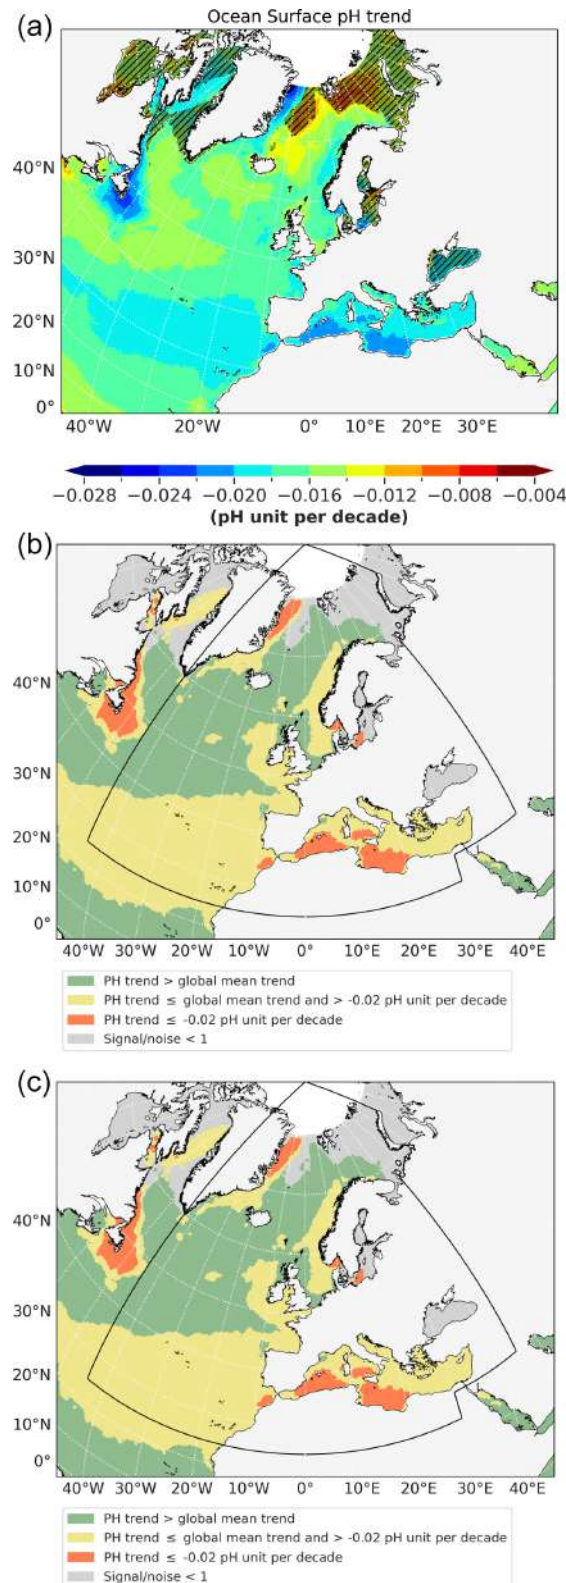 (a)
Ocean Surface pH trend
40°N
30°N
20°N
10°N
0°
40°W 20°W 0° 10°E 20°E 30°E
−0.028 −0.024 −0.020 −0.016 −0.012 −0.008 −0.004
(pH unit per decade)
(b)
40°N
30°N
20°N
10°N
0°
40°W 30°W 20°W 10°W 0° 10°E 20°E 30°E 40°E
PH trend > global mean trend
PH trend ≤ global mean trend and > -0.02 pH unit per decade
PH trend ≤ -0.02 PH unit per decade
Signal/noise < 1
(c)
40°N
30°N
20°N
10°N
0°
40°W 30°W 20°W 10°W 0° 10°E 20°E 30°E 40°E
PH trend > global mean trend
PH trend ≤ global mean trend and > -0.02 pH unit per decade
PH trend ≤ -0.02 PH unit per decade
Signal/noise < 1